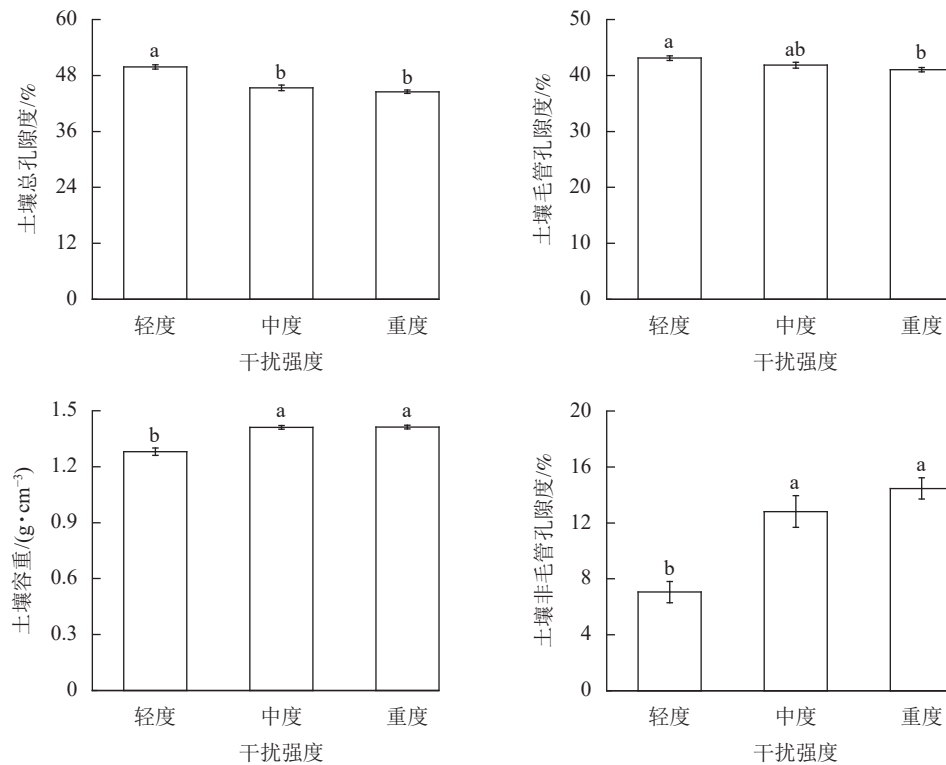 土壤总孔隙度/%
60
48
36
24
12
0
a
b
b
轻度
中度
重度
干扰强度
土壤毛管孔隙度/%
50
40
30
20
10
0
a
ab
b
轻度
中度
重度
干扰强度
土壤容重/(g·cm⁻³)
1.5
1.2
0.9
0.6
0.3
0
b
a
a
轻度
中度
重度
干扰强度
土壤非毛管孔隙度/%
20
16
12
8
4
0
b
a
a
轻度
中度
重度
干扰强度